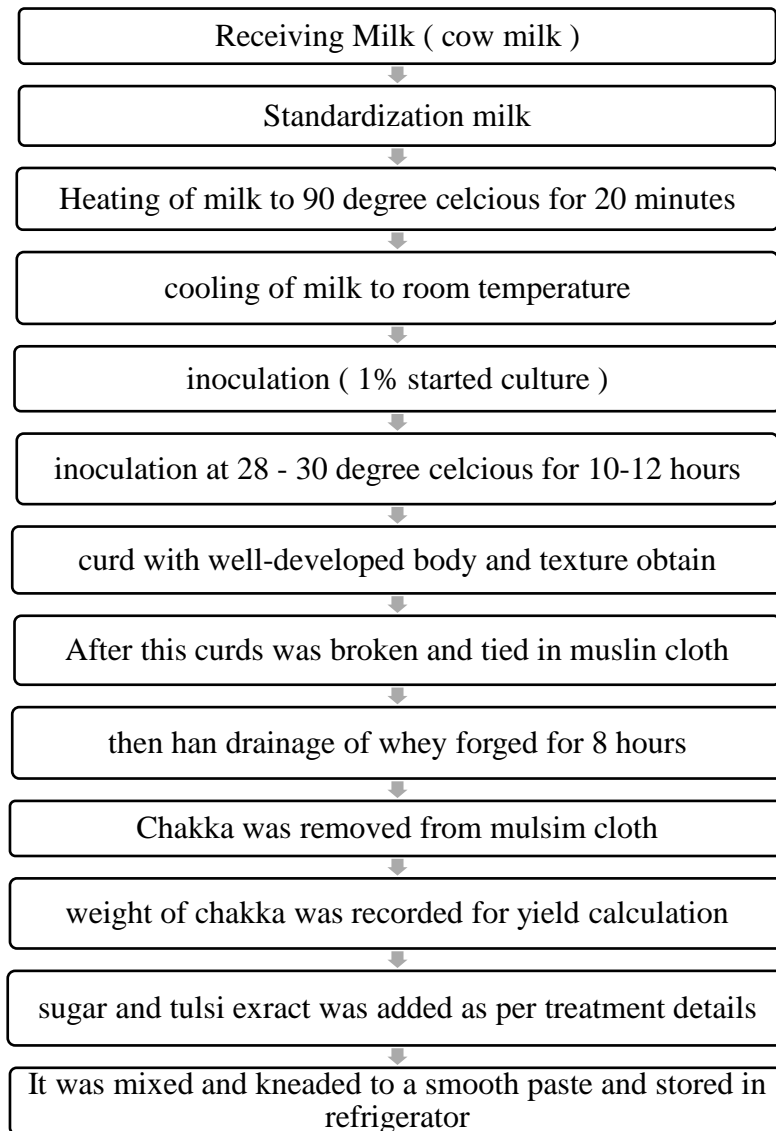 Receiving Milk ( cow milk )
Standardization milk
Heating of milk to 90 degree celcious for 20 minutes
cooling of milk to room temperature
inoculation ( 1% started culture )
inoculation at 28 - 30 degree celcious for 10-12 hours
curd with well-developed body and texture obtain
After this curds was broken and tied in muslin cloth
then han drainage of whey forged for 8 hours
Chakka was removed from mulsim cloth
weight of chakka was recorded for yield calculation
sugar and tulsi exract was added as per treatment details
It was mixed and kneaded to a smooth paste and stored in
refrigerator